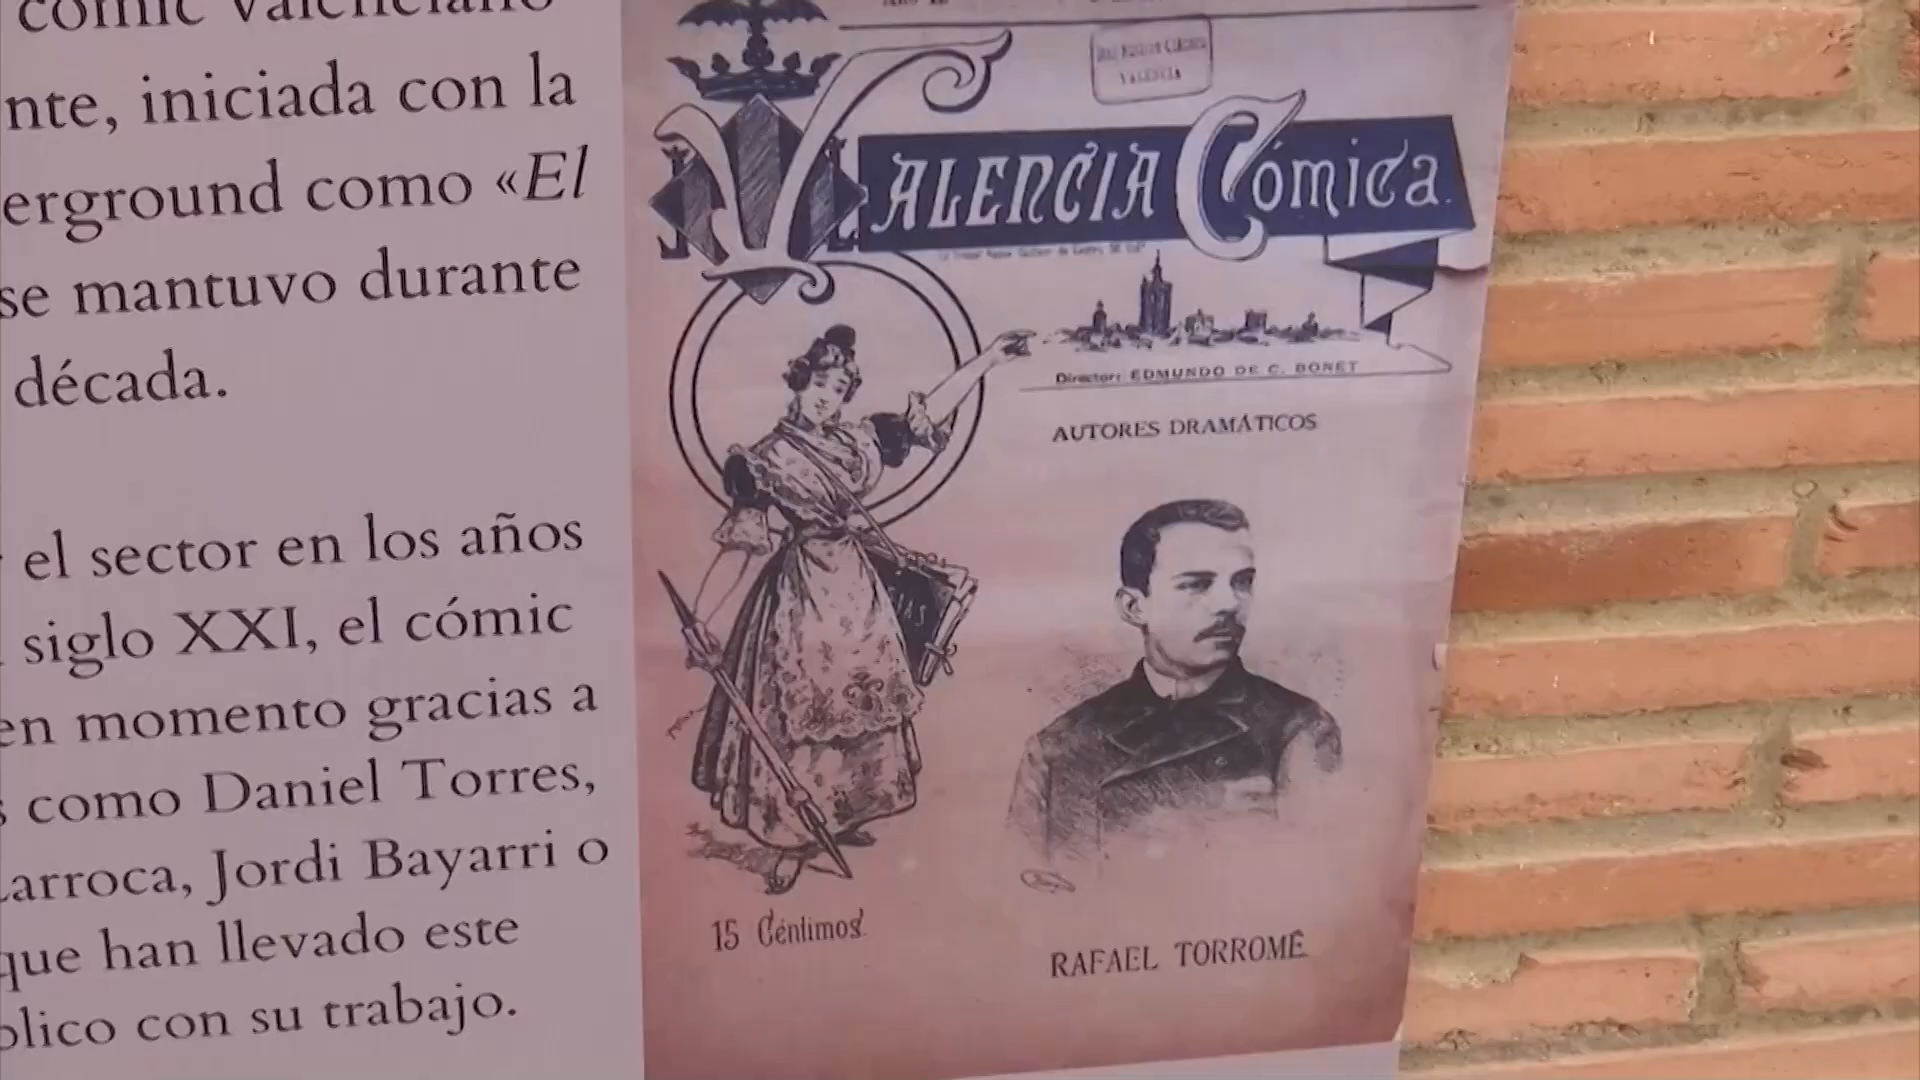 cómic valenciano
nte, iniciada con la
erground como «El
se mantuvo durante
década.
el sector en los años
siglo XXI, el cómic
en momento gracias a
s como Daniel Torres,
Larroca, Jordi Bayarri o
que han llevado este
blico con su trabajo.
VALENCIA
VALENCIA Cómica.
Director: EDMUNDO DE C. BONET
AUTORES DRAMÁTICOS
15 Céntimos.
RAFAEL TORROMÉ